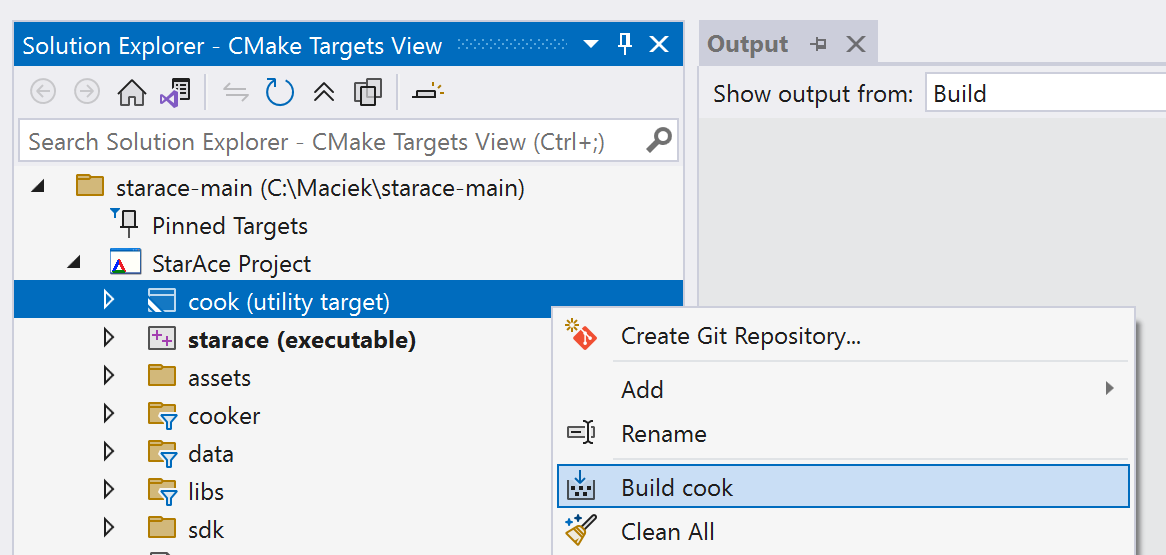 Solution Explorer - CMake Targets View
Output
Show output from: Build
Search Solution Explorer - CMake Targets View (Ctrl+;)
starace-main (C:\Maciek\starace-main)
Pinned Targets
StarAce Project
cook (utility target)
starace (executable)
assets
cooker
data
libs
sdk
Create Git Repository...
Add
Rename
Build cook
Clean All